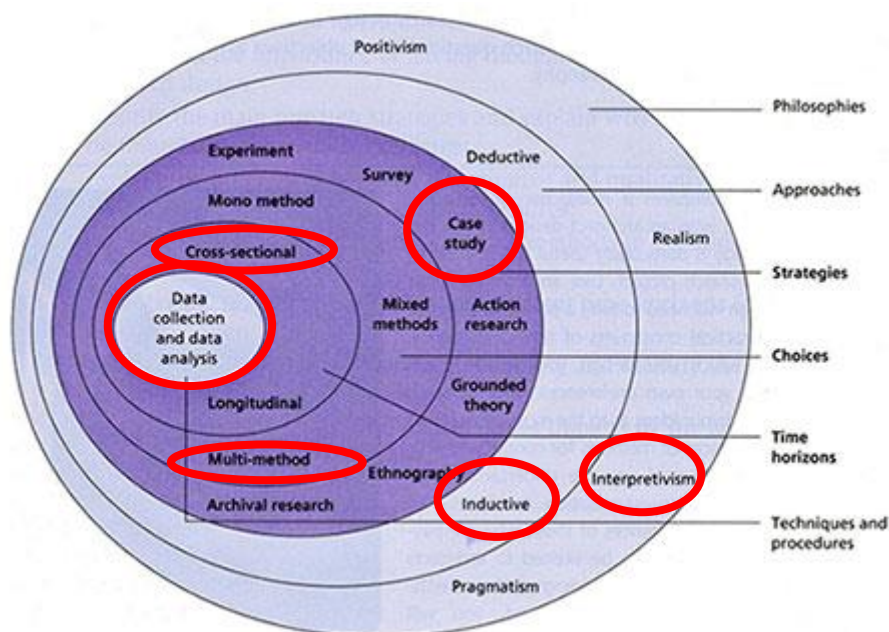 Positivism
Philosophies
Experiment
Deductive
Survey
Approaches
Mono method
Case
study
Realism
Cross-sectional
Strategies
Data
collection
and data
analysis
Mixed
methods
Action
research
Choices
Grounded
theory
Longitudinal
Time
horizons
Multi-method
Ethnography
Interpretivism
Archival research
Inductive
Techniques and
procedures
Pragmatism